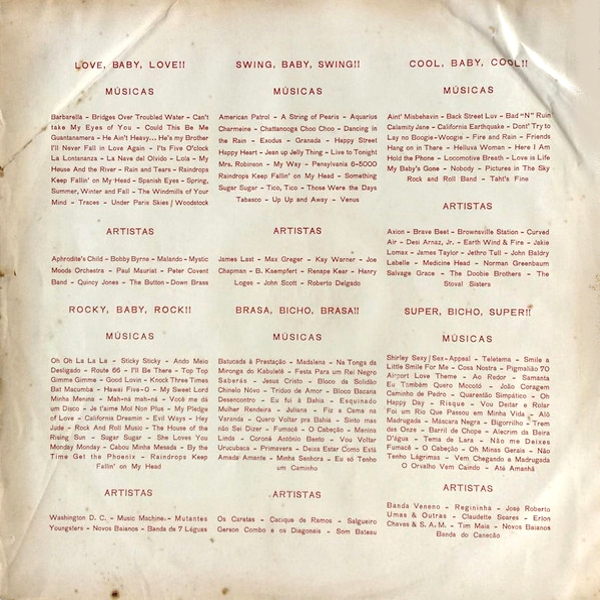 LOVE, BABY, LOVE!!
MÚSICAS
Barbarella - Bridges Over Troubled Water - Can't
take My Eyes of You - Could This Be Me
Guantanamera - He Ain't Heavy... He's my Brother
I'll Never Fall in Love Again - It's Five O'clock
La Lontananza - La Nave del Olvido - Lola - My
House And the River - Rain and Tears - Raindrops
Keep Fallin' on My Head - Spanish Eyes - Spring,
Summer, Winter and Fall - The Windmills of Your
Mind - Traces - Under Paris Skies / Woodstock
ARTISTAS
Aphrodite's Child - Bobby Byrne - Malando - Mystic
Moods Orchestra - Paul Mauriat - Peter Covent
Band - Quincy Jones - The Button-Down Brass
SWING, BABY, SWING!!
MÚSICAS
American Patrol - A String of Pearls - Aquarius
Charmeine - Chattanooga Choo Choo - Dancing in
the Rain - Exodus - Granada - Happy Street
Happy Heart - Jean up Jelly Thing - Live to Tonight
Mrs. Robinson - My Way - Pensylvania 6-5000
Raindrops Keep Fallin' on My Head - Something
Sugar Sugar - Tico, Tico - Those Were the Days
Tabasco - Up Up and Away - Venus
ARTISTAS
James Last - Max Greger - Kay Warner - Joe
Chapman - B. Kaempfert - Renape Kear - Harry
Loges - John Scott - Roberto Delgado
COOL, BABY, COOL!!
MÚSICAS
Ain't Misbehavin - Back Street Luv - Bad "N" Ruin
Calamity Jane - California Earthquake - Dont' Try to
Lay no Boogie-Woogie - Fire and Rain - Friends
Hang on in There - Helluva Woman - Here I Am
Hold the Phone - Locomotive Breath - Love is Life
My Baby's Gone - Nobody - Pictures in The Sky
Rock and Roll Band - Taht's Fine
ARTISTAS
Axion - Brave Beet - Brownsville Station - Curved
Air - Desi Arnaz, Jr. - Earth Wind & Fire - Jakie
Lomax - James Taylor - Jethro Tull - John Baldry
Labelle - Medicine Head - Norman Greenbaum
Salvage Grace - The Doobie Brothers - The
Stoval Sisters
ROCKY, BABY, ROCK!!
MÚSICAS
Oh Oh La La La - Sticky Sticky - Ando Meio
Desligado - Route 66 - I'll Be There - Top Top
Gimme Gimme - Good Lovin - Knock Three Times
Bat Macumba - Hawai Five-O - My Sweet Lord
Minha Menina - Mah-ná mah-ná - Você me dá
um Disco - Je t'aime Moi Non Plus - My Pledge
of Love - California Dreamin - Evil Ways - Hey
Jude - Rock And Roll Music - The House of the
Rising Sun - Sugar Sugar - She Loves You
Monday Monday - Cabou Minha Mesada - By the
Time Get the Phoenix - Raindrops Keep
Fallin' on My Head
ARTISTAS
Washington D. C. - Music Machine - Mutantes
Youngsters - Novos Baianos - Banda de 7 Léguas
BRASA, BICHO, BRASA!!
MÚSICAS
Batucada à Prestação - Madalena - Na Tonga da
Mironga do Kabuletê - Festa Para um Rei Negro
Saberás - Jesus Cristo - Bloco da Solidão
Chinelo Nôvo - Triduo de Amor - Bloco Bacana
Desencontro - Eu fui à Bahia - Esquinado
Mulher Rendeira - Juliana - Fiz a Cama na
Varanda - Quero Voltar pra Bahia - Sinto mas
não Sei Dizer - Fumacê - O Cabeção - Menina
Linda - Coroné Antônio Bento - Vou Voltar
Urucubaca - Primavera - Deixa Estar Como Está
Amada Amante - Minha Senhora - Eu só Tenho
um Caminho
ARTISTAS
Os Caretas - Cacique de Ramos - Salgueiro
Gerson Combo e os Diagonais - Som Bateau
SUPER, BICHO, SUPER!!
MÚSICAS
Shirley Sexy / Sex-Appeal - Teletema - Smile a
Little Smile For Me - Cosa Nostra - Pigmalião 70
Airport Love Theme - Ao Redor - Samanta
Eu Também Quero Mocotó - João Coragem
Caminho de Pedro - Quarentão Simpático - Oh
Happy Day - Risque - Vou Deitar e Rolar
Foi um Rio Que Passou em Minha Vida - Alô
Madrugada - Máscara Negra - Bigorrilho - Trem
das Onze - Barril de Chope - Alecrim da Beira
D'água - Tema de Lara - Não me Deixes
Fumacê - O Cabeção - Oh Minas Gerais - Não
Tenho Lágrimas - Vem Chegando a Madrugada
O Orvalho Vem Caindo - Até Amanhã
ARTISTAS
Banda Veneno - Regininha - José Roberto
Umas & Outras - Claudette Soares - Erlon
Chaves & S. A. M. - Tim Maia - Novos Baianos
Banda do Canecão